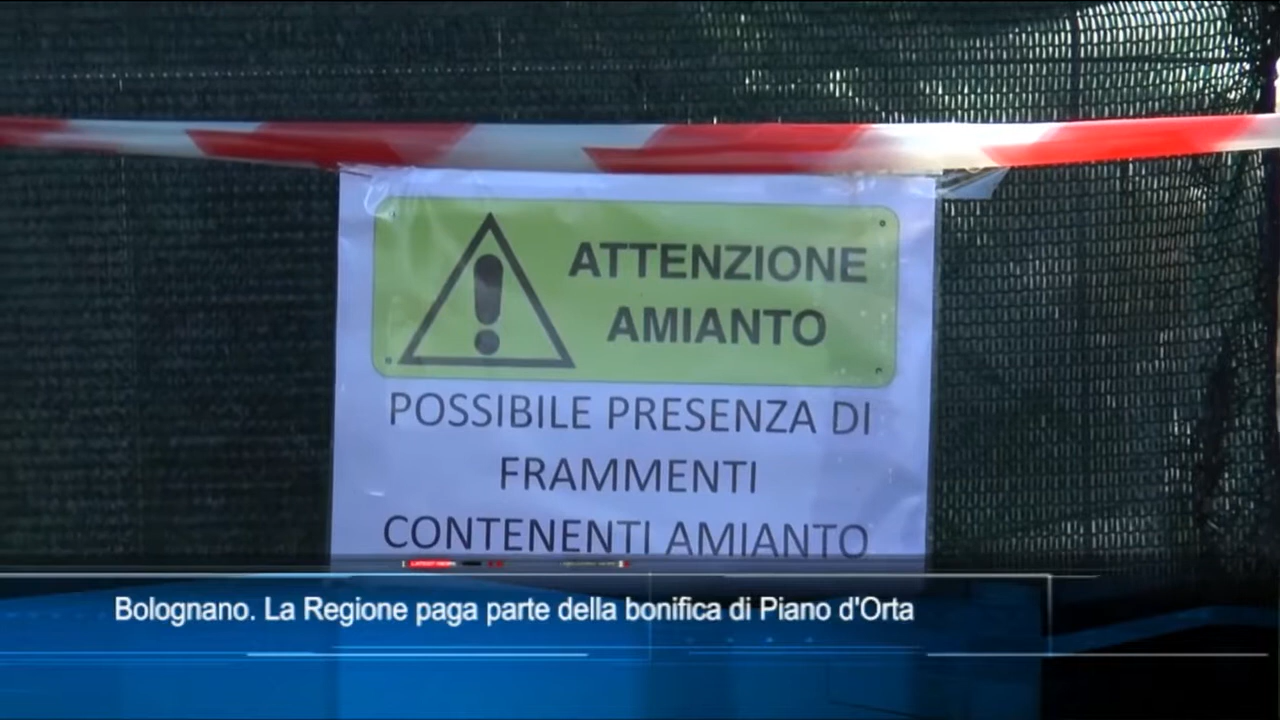 ATTENZIONE
AMIANTO
POSSIBILE PRESENZA DI
FRAMMENTI
CONTENENTI AMIANTO
Bolognano. La Regione paga parte della bonifica di Piano d'Orta